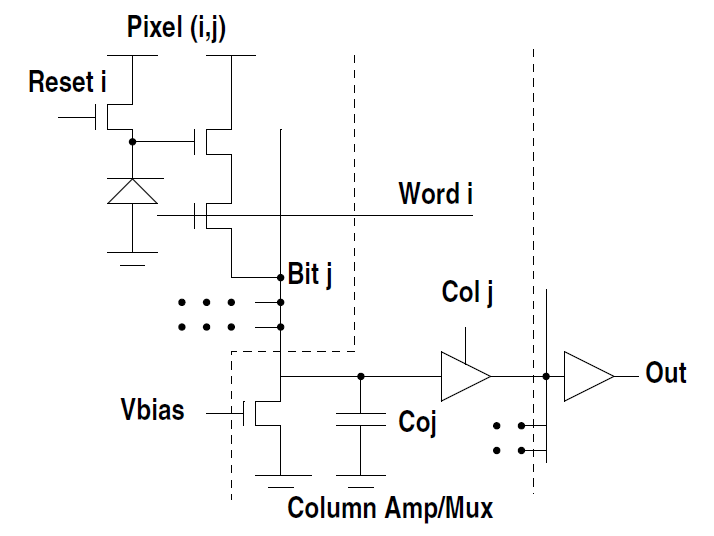 Pixel (i,j)
Reset i
Word i
Bit j
Col j
Out
Vbias
Coj
Column Amp/Mux